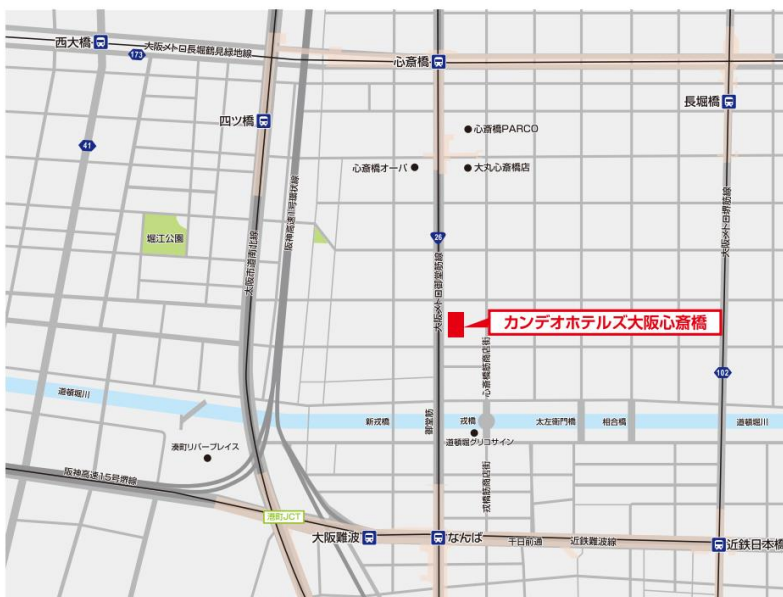 西大橋
173
大阪メトロ長堀鶴見緑地線
心斎橋
長堀橋
四ツ橋
心斎橋PARCO
41
心斎橋オーパ
大丸心斎橋店
阪神高速1号環状線
堀江公園
大阪市道南北線
26
大阪メトロ御堂筋線
大阪メトロ堺筋線
カンデオホテルズ大阪心斎橋
心斎橋筋商店街
102
道頓堀川
新戎橋
御堂筋
戎橋
太左衛門橋
相合橋
道頓堀川
道頓堀グリコサイン
湊町リバープレイス
阪神高速15号堺線
戎橋筋商店街
港町JCT
大阪難波
なんば
千日前通
近鉄難波線
近鉄日本橋